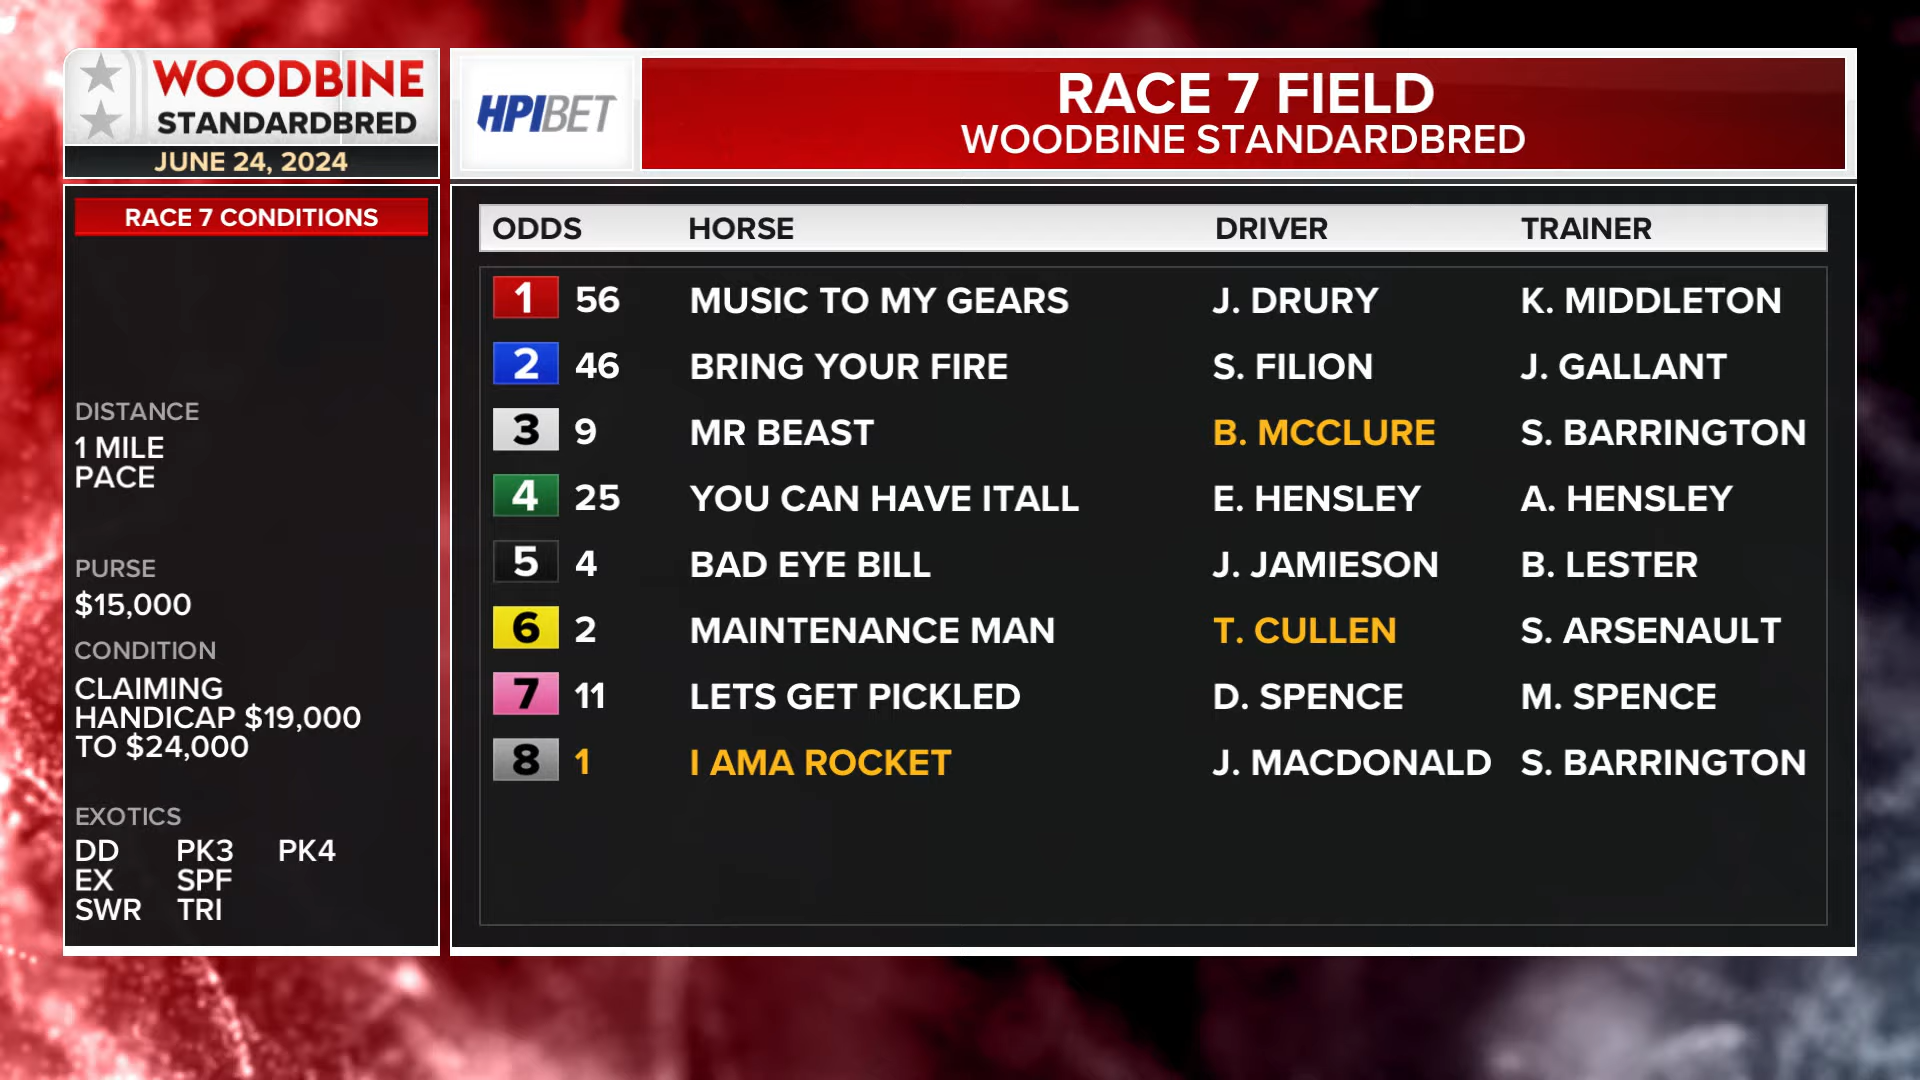 WOODBINE
STANDARDBRED
JUNE 24, 2024
HPIBET
RACE 7 FIELD
WOODBINE STANDARDBRED
RACE 7 CONDITIONS
DISTANCE
1 MILE
PACE
PURSE
$15,000
CONDITION
CLAIMING
HANDICAP $19,000
TO $24,000
EXOTICS
DD PK3 PK4
EX SPF
SWR TRI
ODDS HORSE DRIVER TRAINER
1 56 MUSIC TO MY GEARS J. DRURY K. MIDDLETON
2 46 BRING YOUR FIRE S. FILION J. GALLANT
3 9 MR BEAST B. MCCLURE S. BARRINGTON
4 25 YOU CAN HAVE ITALL E. HENSLEY A. HENSLEY
5 4 BAD EYE BILL J. JAMIESON B. LESTER
6 2 MAINTENANCE MAN T. CULLEN S. ARSENAULT
7 11 LETS GET PICKLED D. SPENCE M. SPENCE
8 1 I AMA ROCKET J. MACDONALD S. BARRINGTON